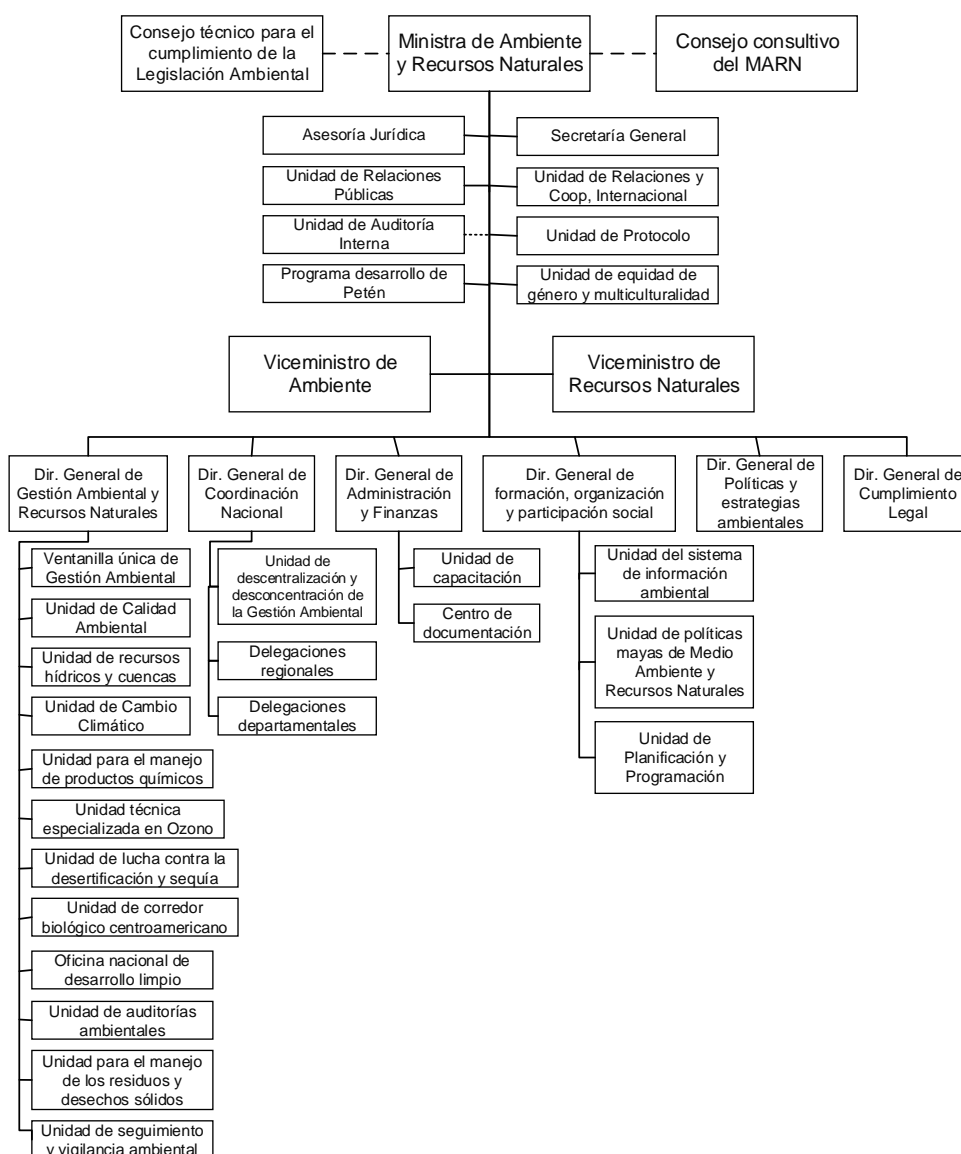 Consejo técnico para el
cumplimiento de la
Legislación Ambiental
Ministra de Ambiente
y Recursos Naturales
Consejo consultivo
del MARN
Asesoría Jurídica
Secretaría General
Unidad de Relaciones
Públicas
Unidad de Relaciones y
Coop, Internacional
Unidad de Auditoría
Interna
Unidad de Protocolo
Programa desarrollo de
Petén
Unidad de equidad de
género y multiculturalidad
Viceministro de
Ambiente
Viceministro de
Recursos Naturales
Dir. General de
Gestión Ambiental y
Recursos Naturales
Dir. General de
Coordinación
Nacional
Dir. General de
Administración
y Finanzas
Dir. General de
formación, organización
y participación social
Dir. General de
Políticas y
estrategias
ambientales
Dir. General de
Cumplimiento
Legal
Ventanilla única de
Gestión Ambiental
Unidad de Calidad
Ambiental
Unidad de recursos
hídricos y cuencas
Unidad de Cambio
Climático
Unidad para el manejo
de productos químicos
Unidad técnica
especializada en Ozono
Unidad de lucha contra la
desertificación y sequía
Unidad de corredor
biológico centroamericano
Oficina nacional de
desarrollo limpio
Unidad de auditorías
ambientales
Unidad para el manejo
de los residuos y
desechos sólidos
Unidad de seguimiento
y vigilancia ambiental
Unidad de
descentralización y
desconcentración de
la Gestión Ambiental
Delegaciones
regionales
Delegaciones
departamentales
Unidad de
capacitación
Centro de
documentación
Unidad del sistema
de información
ambiental
Unidad de políticas
mayas de Medio
Ambiente y
Recursos Naturales
Unidad de
Planificación y
Programación